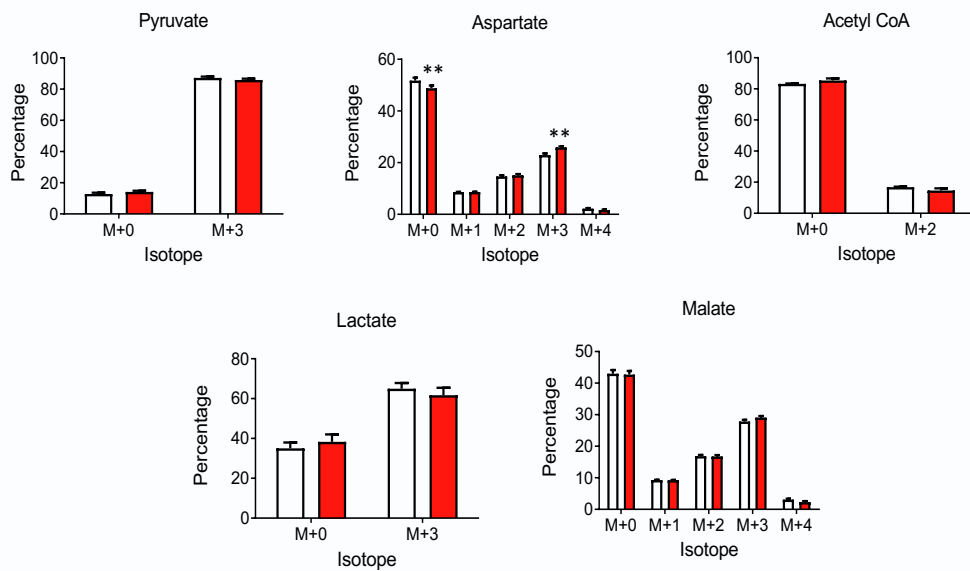 Pyruvate
Percentage
100
80
60
40
20
0
M+0 M+3
Isotope
Aspartate
Percentage
60
40
20
0
**
**
M+0 M+1 M+2 M+3 M+4
Isotope
Acetyl CoA
Percentage
100
80
60
40
20
0
M+0 M+2
Isotope
Lactate
Percentage
80
60
40
20
0
M+0 M+3
Isotope
Malate
Percentage
50
40
30
20
10
0
M+0 M+1 M+2 M+3 M+4
Isotope